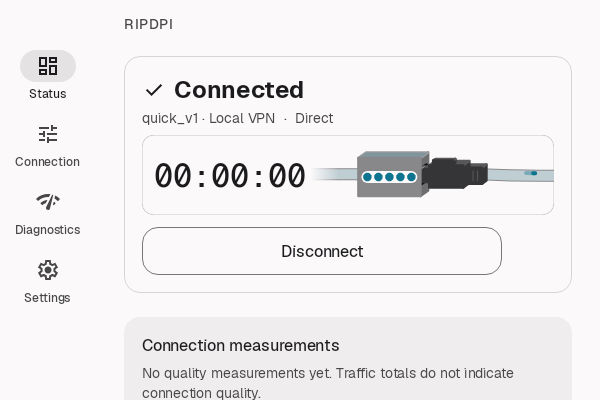 RIPDPI
Status
Connection
Diagnostics
Settings
Connected
quick_v1 · Local VPN · Direct
00:00:00
Disconnect
Connection measurements
No quality measurements yet. Traffic totals do not indicate
connection quality.